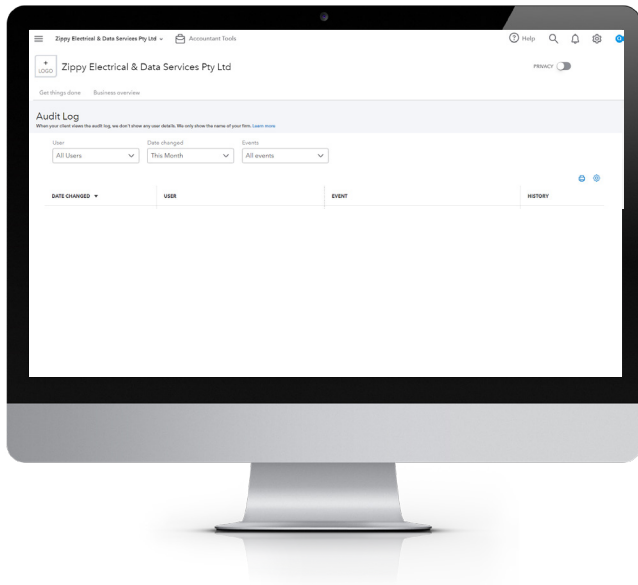 Zippy Electrical & Data Services Pty Ltd
Accountant Tools
Help
+
LOGO
Zippy Electrical & Data Services Pty Ltd
PRIVACY
Get things done Business overview
Audit Log
When your client views the audit log, we don't show any user details. We only show the name of your firm. Learn more
User Date changed Events
All Users This Month All events
DATE CHANGED USER EVENT HISTORY